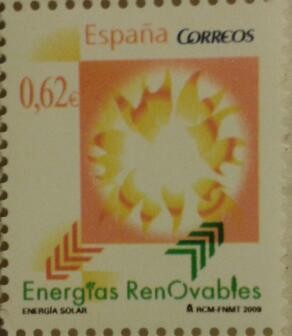 España CORREOS
0,62€
Energías RenOvables
ENERGÍA SOLAR RCM-FNMT 2009